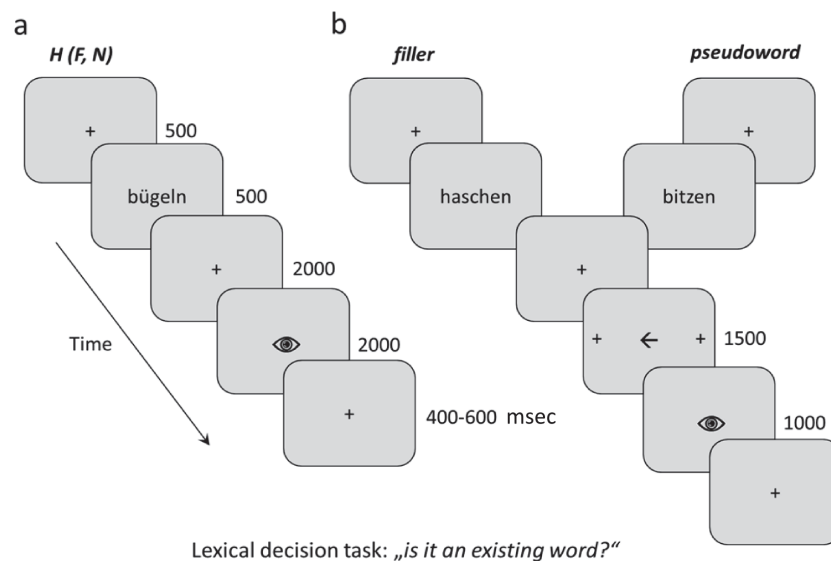 a
b
H (F, N)
filler
pseudoword
+
+
+
500
bügeln
haschen
bitzen
500
+
+
2000
Time
+
+
1500
2000
+
400-600 msec
1000
+
Lexical decision task: „is it an existing word?“